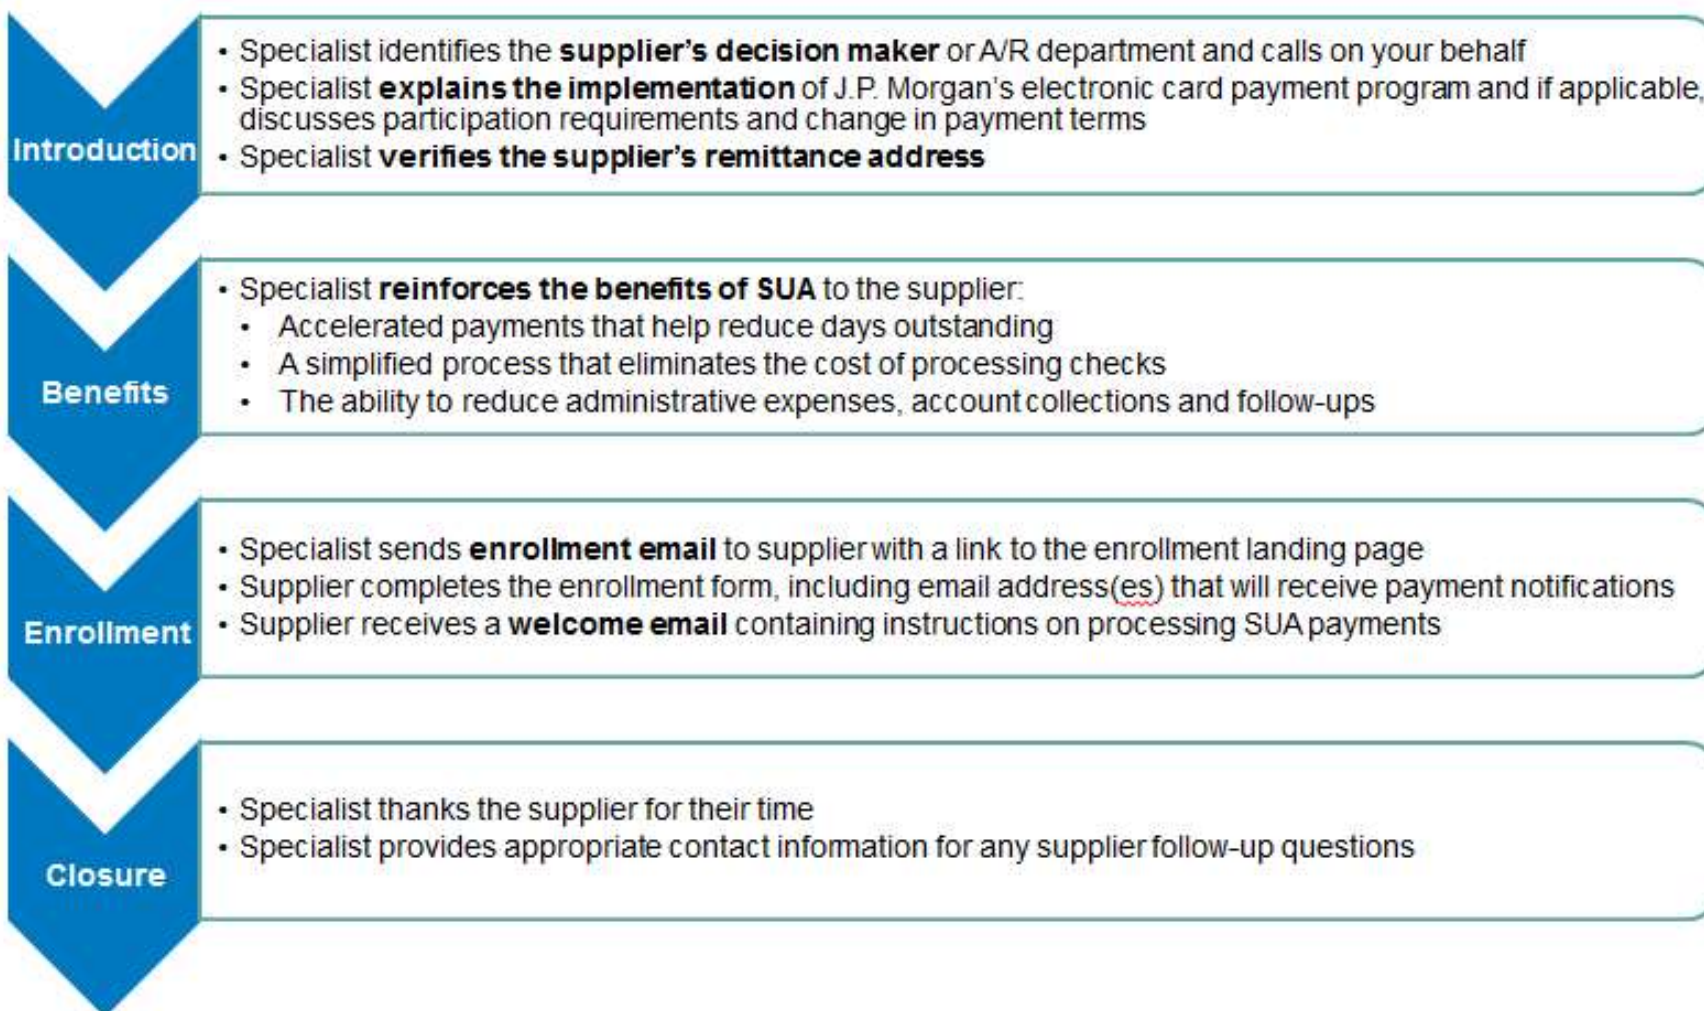 Introduction
• Specialist identifies the supplier's decision maker or A/R department and calls on your behalf
• Specialist explains the implementation of J.P. Morgan's electronic card payment program and if applicable,
discusses participation requirements and change in payment terms
• Specialist verifies the supplier's remittance address
Benefits
• Specialist reinforces the benefits of SUA to the supplier:
• Accelerated payments that help reduce days outstanding
• A simplified process that eliminates the cost of processing checks
• The ability to reduce administrative expenses, account collections and follow-ups
Enrollment
• Specialist sends enrollment email to supplier with a link to the enrollment landing page
• Supplier completes the enrollment form, including email address(es) that will receive payment notifications
• Supplier receives a welcome email containing instructions on processing SUA payments
Closure
• Specialist thanks the supplier for their time
• Specialist provides appropriate contact information for any supplier follow-up questions